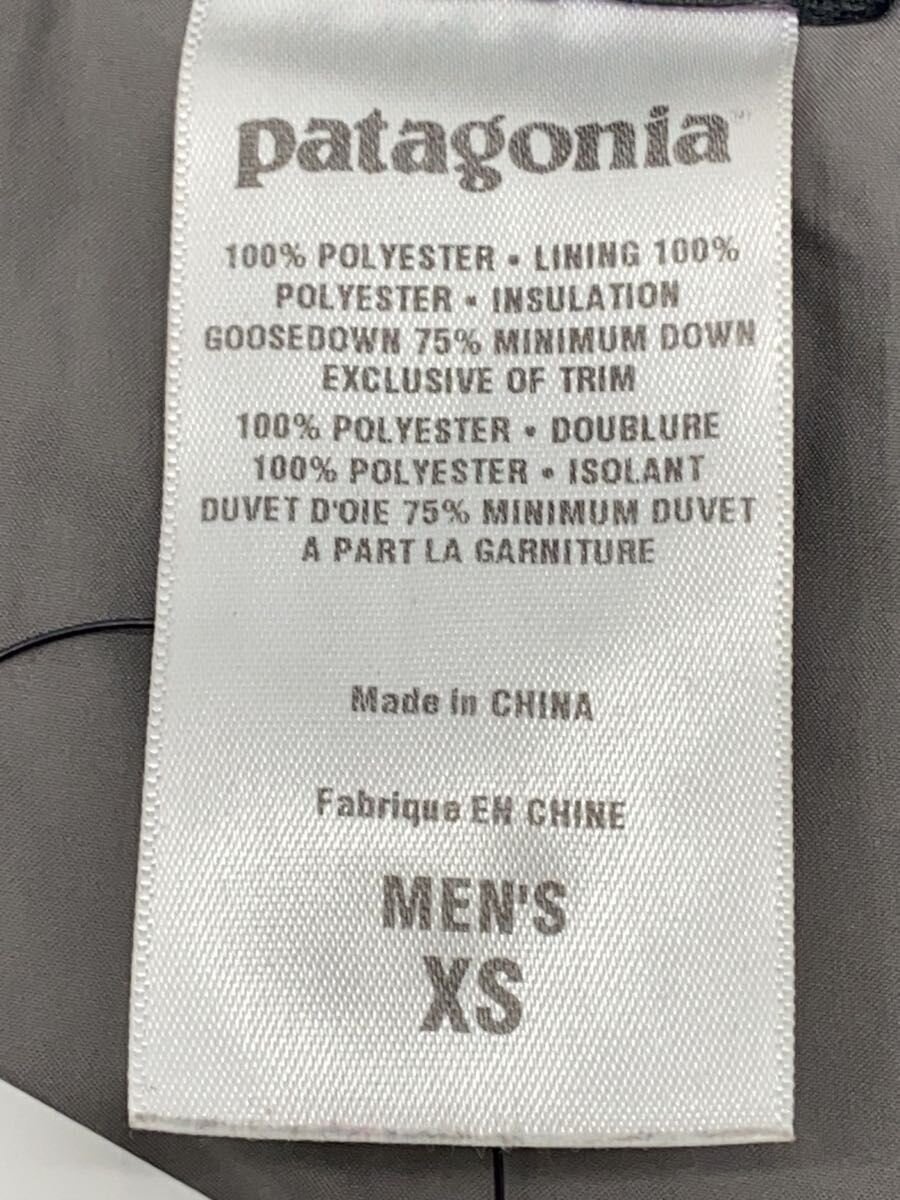 patagonia™
100% POLYESTER • LINING 100%
POLYESTER • INSULATION
GOOSEDOWN 75% MINIMUM DOWN
EXCLUSIVE OF TRIM
100% POLYESTER • DOUBLURE
100% POLYESTER • ISOLANT
DUVET D'OIE 75% MINIMUM DUVET
A PART LA GARNITURE
Made in CHINA
Fabrique EN CHINE
MEN'S
XS